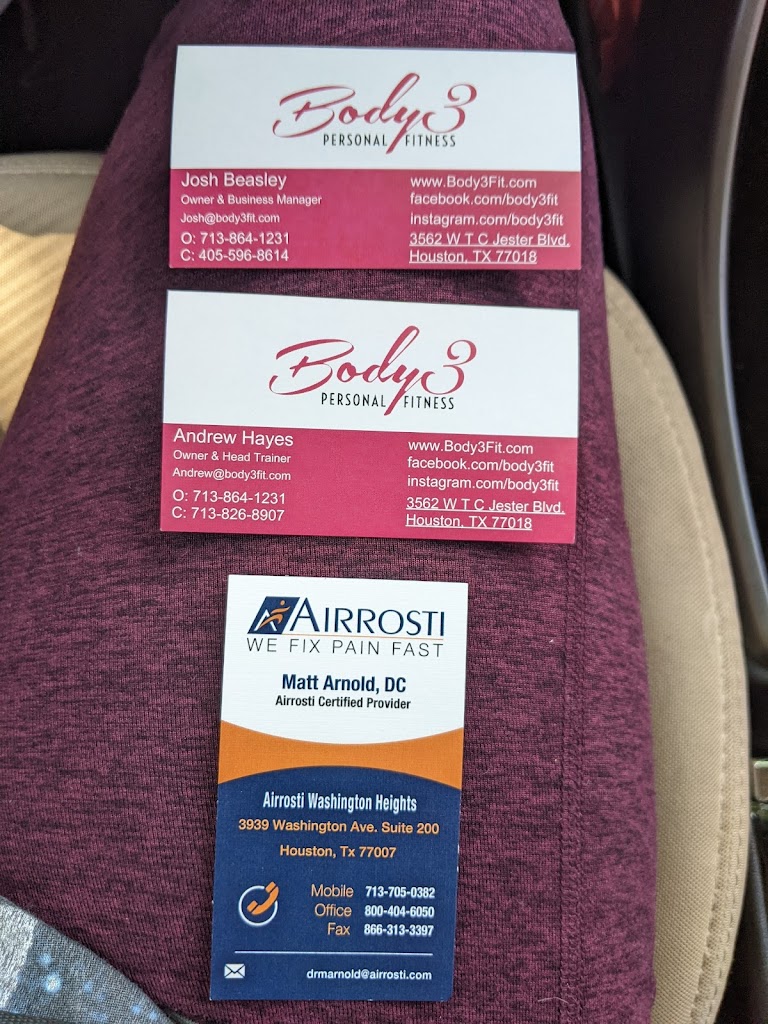 Body3
PERSONAL FITNESS
Josh Beasley
Owner & Business Manager
Josh@body3fit.com
O: 713-864-1231
C: 405-596-8614
www.Body3Fit.com
facebook.com/body3fit
instagram.com/body3fit
3562 W T C Jester Blvd.
Houston, TX 77018
Body3
PERSONAL FITNESS
Andrew Hayes
Owner & Head Trainer
Andrew@body3fit.com
O: 713-864-1231
C: 713-826-8907
www.Body3Fit.com
facebook.com/body3fit
instagram.com/body3fit
3562 W T C Jester Blvd.
Houston, TX 77018
AIRROSTI
WE FIX PAIN FAST
Matt Arnold, DC
Airrosti Certified Provider
Airrosti Washington Heights
3939 Washington Ave. Suite 200
Houston, Tx 77007
Mobile 713-705-0382
Office 800-404-6050
Fax 866-313-3397
drmarnold@airrosti.com